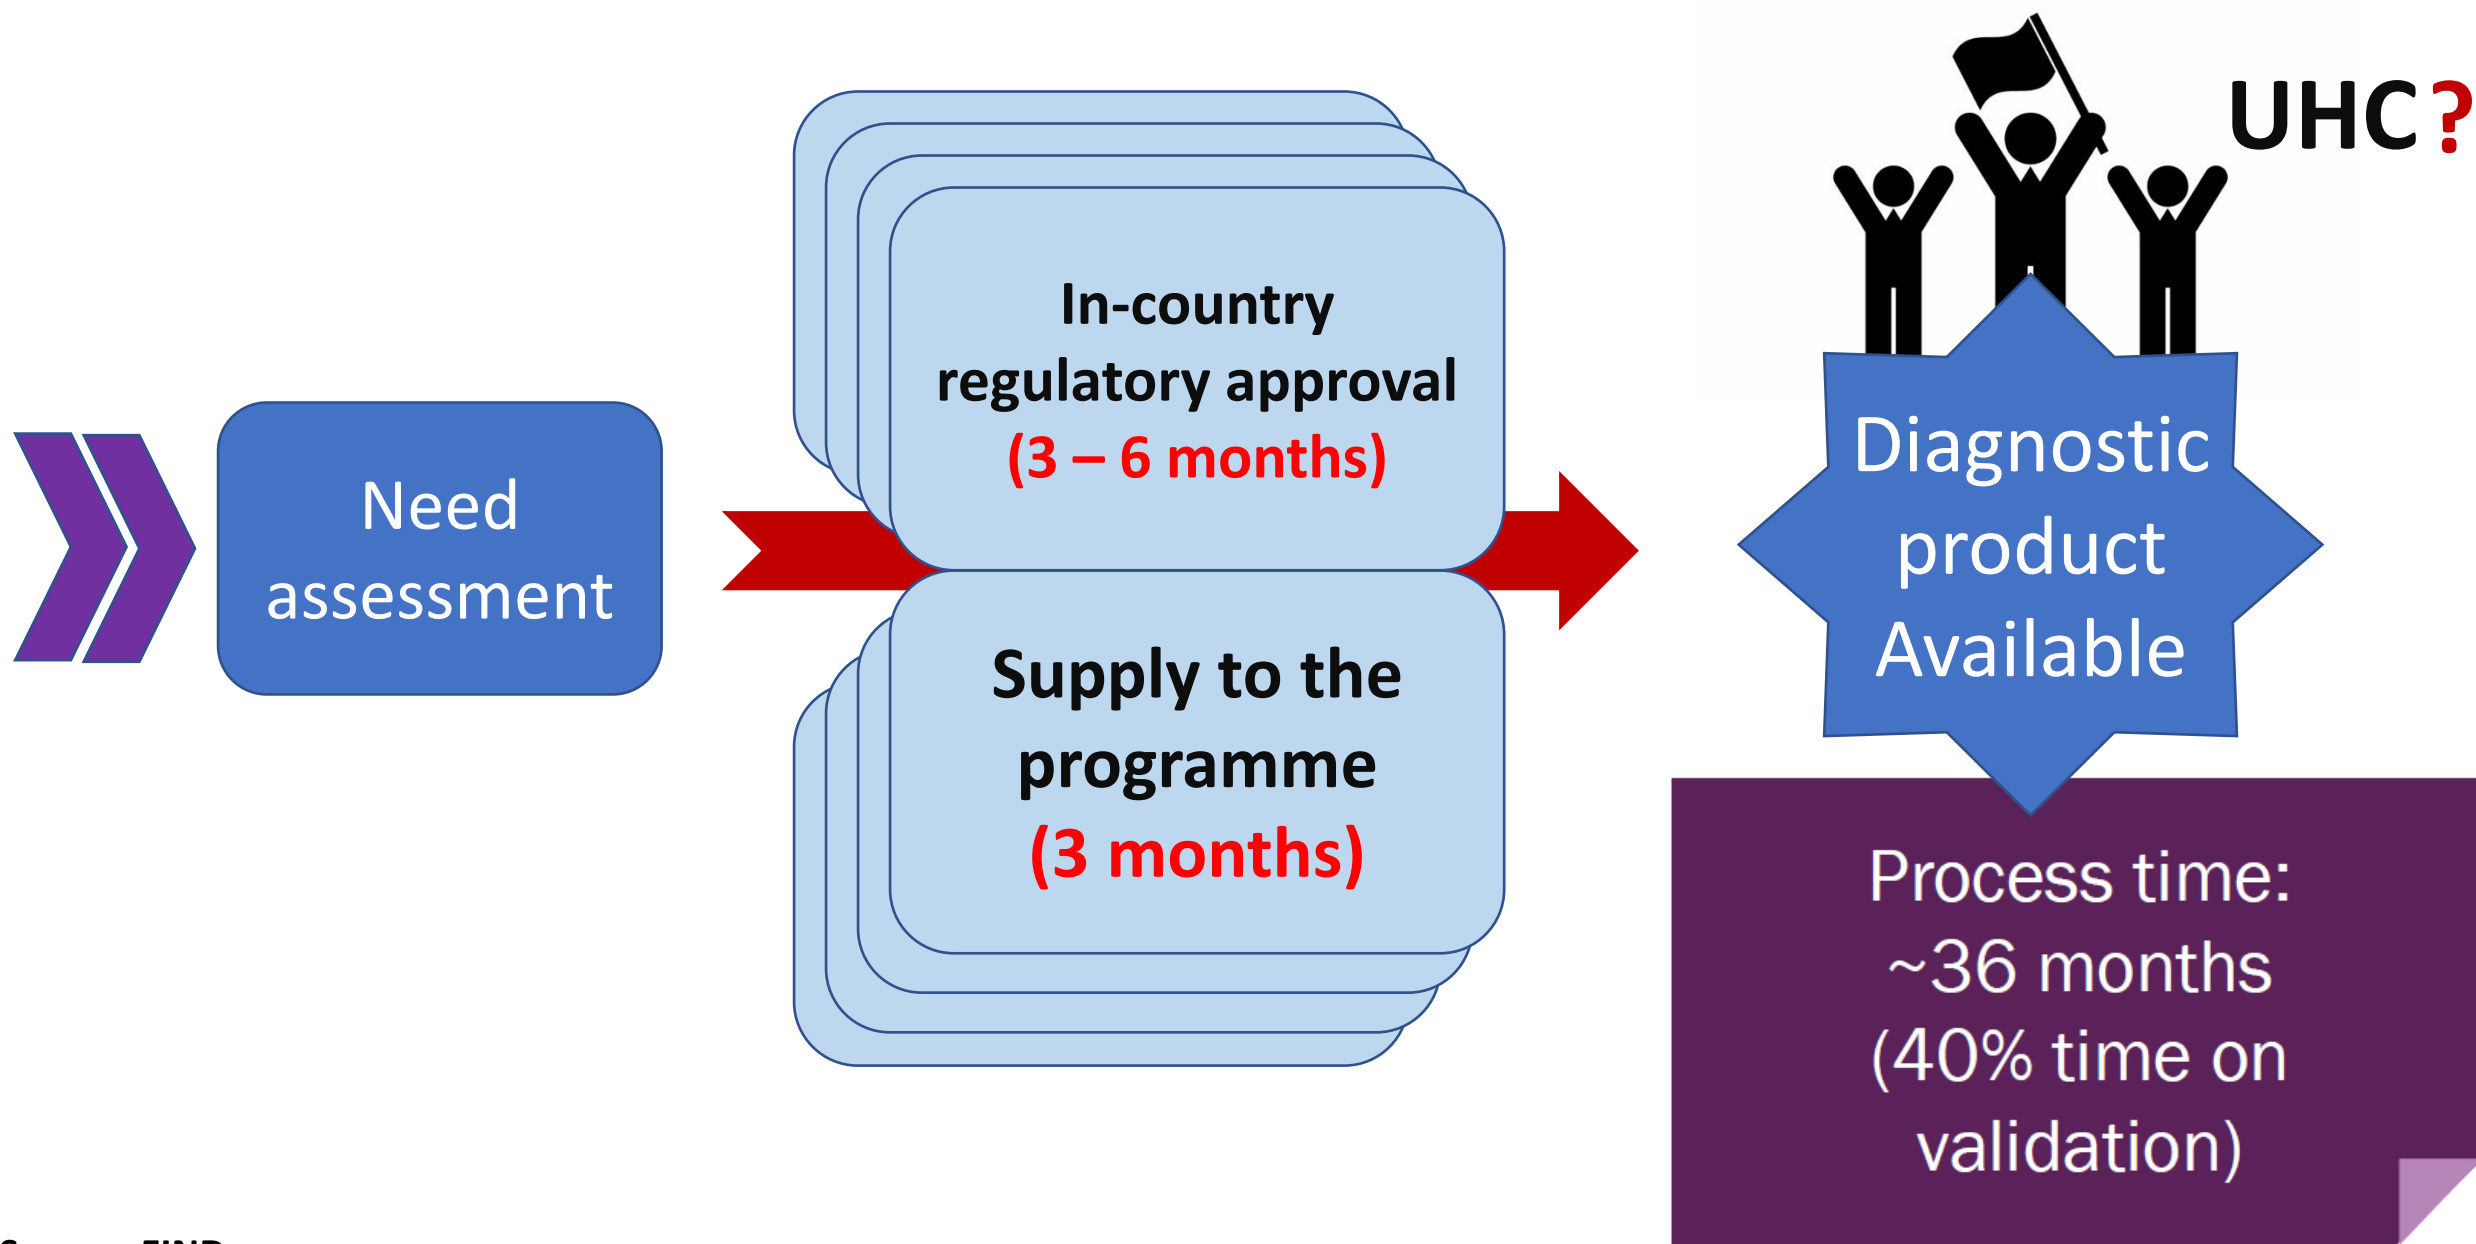 UHC?
In-country
regulatory approval
(3 – 6 months)
Need
assessment
Supply to the
programme
(3 months)
Diagnostic
product
Available
Process time:
~36 months
(40% time on
validation)